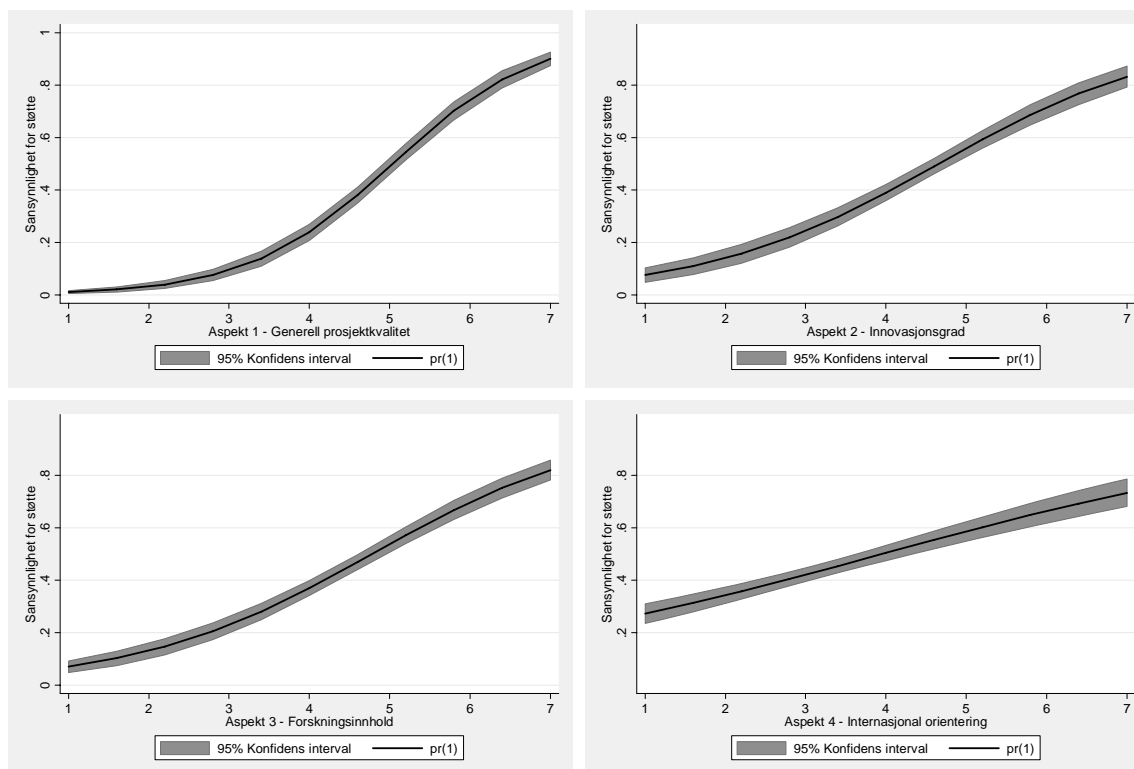 Sansynnlighet for støtte
1
.8
.6
.4
.2
0
1 2 3 4 5 6 7
Aspekt 1 - Generell prosjektkvalitet
95% Konfidens interval pr(1)
Sansynnlighet for støtte
.8
.6
.4
.2
0
1 2 3 4 5 6 7
Aspekt 2 - Innovasjonsgrad
95% Konfidens interval pr(1)
Sansynnlighet for støtte
.8
.6
.4
.2
0
1 2 3 4 5 6 7
Aspekt 3 - Forskningsinnhold
95% Konfidens interval pr(1)
Sansynnlighet for støtte
.8
.6
.4
.2
1 2 3 4 5 6 7
Aspekt 4 - Internasjonal orientering
95% Konfidens interval pr(1)